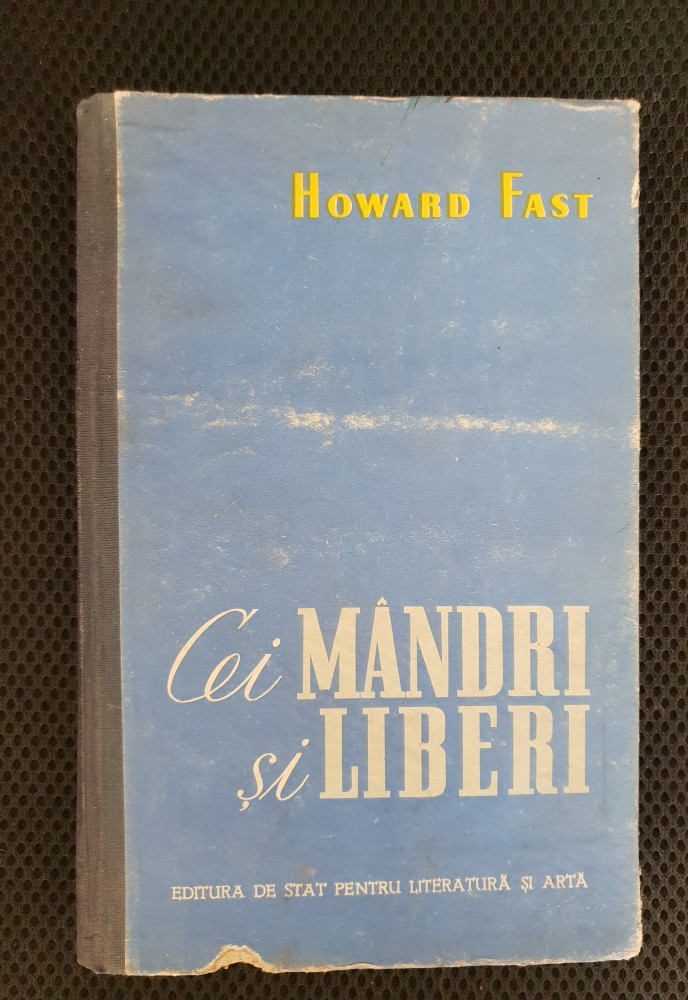 HOWARD FAST
Cei MÂNDRI
și LIBERI
EDITURA DE STAT PENTRU LITERATURĂ ȘI ARTĂ